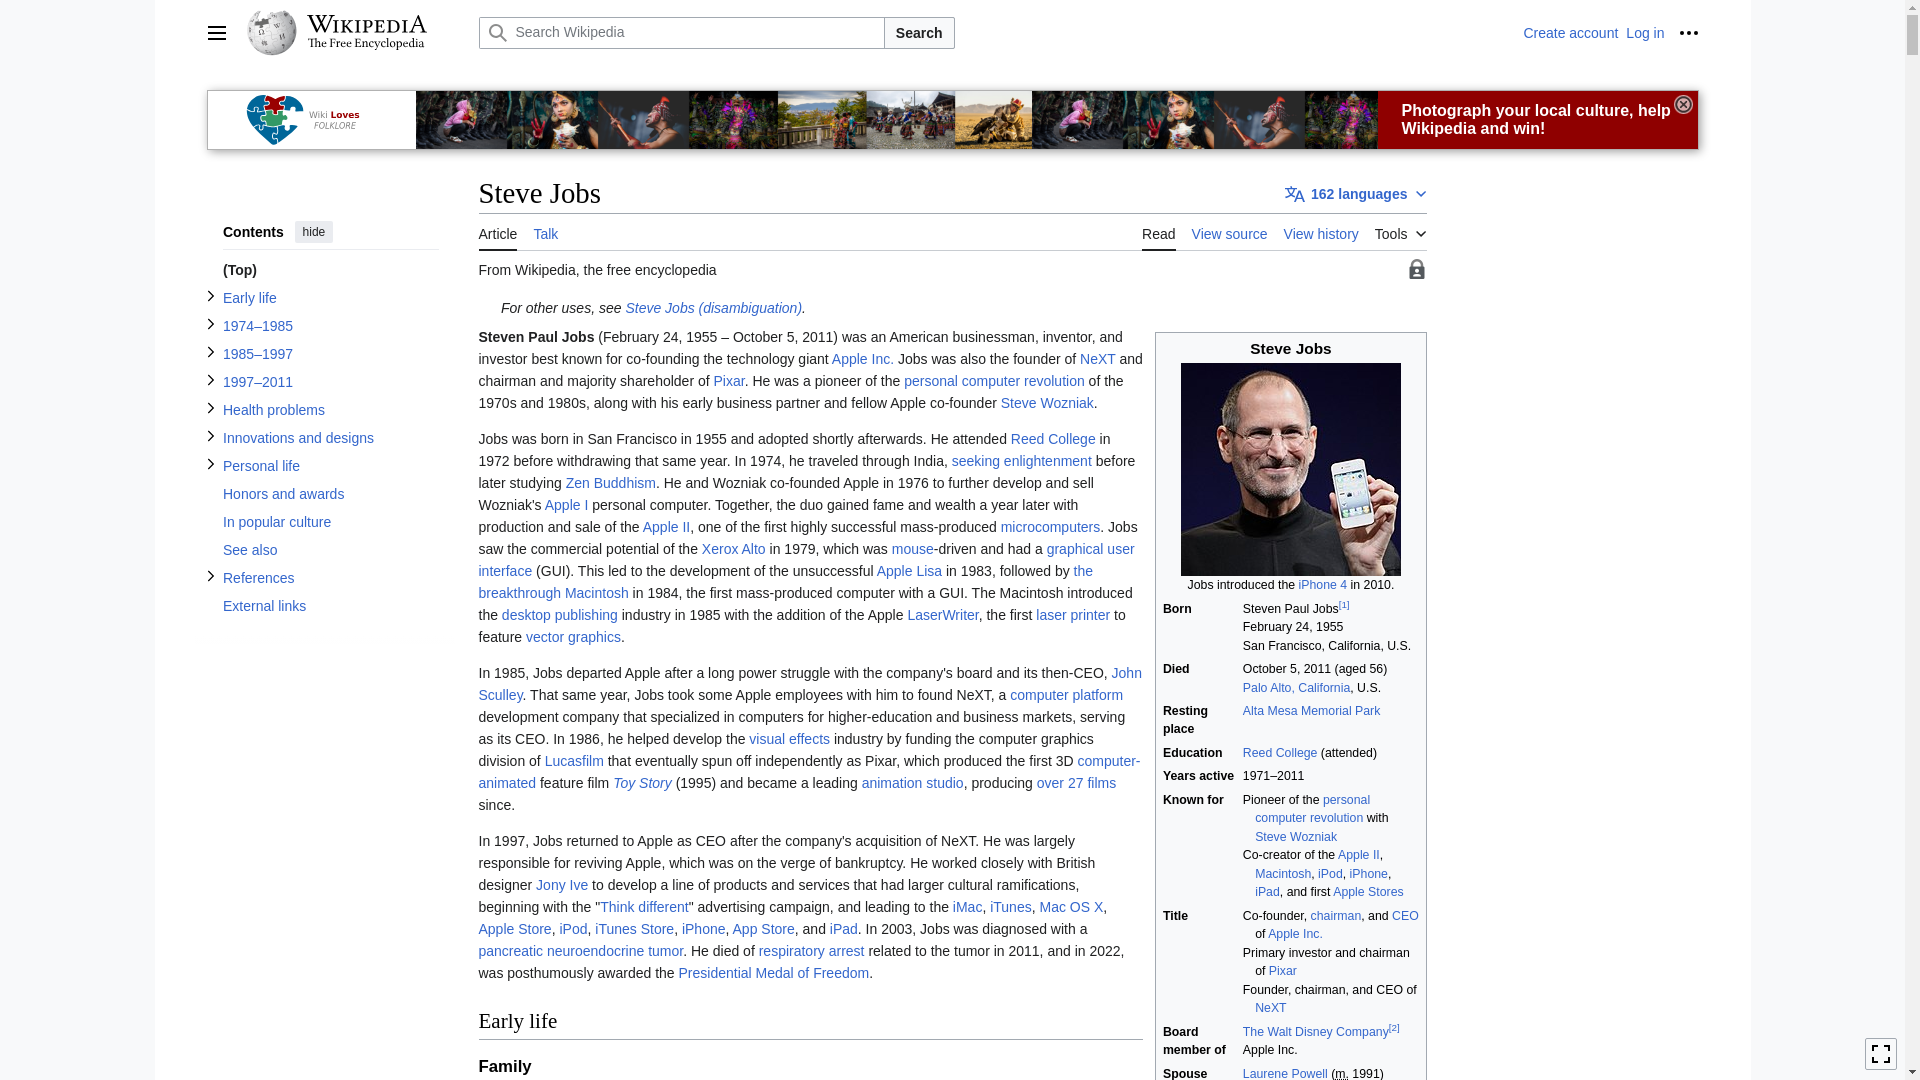 WIKIPEDIA
The Free Encyclopedia
Search Wikipedia
Search
Create account Log in
Wiki Loves
FOLKLORE
Photograph your local culture, help
Wikipedia and win!
Contents hide
(Top)
Early life
1974–1985
1985–1997
1997–2011
Health problems
Innovations and designs
Personal life
Honors and awards
In popular culture
See also
References
External links
Steve Jobs
162 languages
Article Talk
Read View source View history Tools
From Wikipedia, the free encyclopedia
For other uses, see Steve Jobs (disambiguation).
Steven Paul Jobs (February 24, 1955 – October 5, 2011) was an American businessman, inventor, and
investor best known for co-founding the technology giant Apple Inc. Jobs was also the founder of NeXT and
chairman and majority shareholder of Pixar. He was a pioneer of the personal computer revolution of the
1970s and 1980s, along with his early business partner and fellow Apple co-founder Steve Wozniak.
Jobs was born in San Francisco in 1955 and adopted shortly afterwards. He attended Reed College in
1972 before withdrawing that same year. In 1974, he traveled through India, seeking enlightenment before
later studying Zen Buddhism. He and Wozniak co-founded Apple in 1976 to further develop and sell
Wozniak's Apple I personal computer. Together, the duo gained fame and wealth a year later with
production and sale of the Apple II, one of the first highly successful mass-produced microcomputers. Jobs
saw the commercial potential of the Xerox Alto in 1979, which was mouse-driven and had a graphical user
interface (GUI). This led to the development of the unsuccessful Apple Lisa in 1983, followed by the
breakthrough Macintosh in 1984, the first mass-produced computer with a GUI. The Macintosh introduced
the desktop publishing industry in 1985 with the addition of the Apple LaserWriter, the first laser printer to
feature vector graphics.
In 1985, Jobs departed Apple after a long power struggle with the company's board and its then-CEO, John
Sculley. That same year, Jobs took some Apple employees with him to found NeXT, a computer platform
development company that specialized in computers for higher-education and business markets, serving
as its CEO. In 1986, he helped develop the visual effects industry by funding the computer graphics
division of Lucasfilm that eventually spun off independently as Pixar, which produced the first 3D computer-
animated feature film Toy Story (1995) and became a leading animation studio, producing over 27 films
since.
In 1997, Jobs returned to Apple as CEO after the company's acquisition of NeXT. He was largely
responsible for reviving Apple, which was on the verge of bankruptcy. He worked closely with British
designer Jony Ive to develop a line of products and services that had larger cultural ramifications,
beginning with the "Think different" advertising campaign, and leading to the iMac, iTunes, Mac OS X,
Apple Store, iPod, iTunes Store, iPhone, App Store, and iPad. In 2003, Jobs was diagnosed with a
pancreatic neuroendocrine tumor. He died of respiratory arrest related to the tumor in 2011, and in 2022,
was posthumously awarded the Presidential Medal of Freedom.
Early life
Family
Steve Jobs
Jobs introduced the iPhone 4 in 2010.
Born Steven Paul Jobs[1]
February 24, 1955
San Francisco, California, U.S.
Died October 5, 2011 (aged 56)
Palo Alto, California, U.S.
Resting Alta Mesa Memorial Park
place
Education Reed College (attended)
Years active 1971–2011
Known for Pioneer of the personal
computer revolution with
Steve Wozniak
Co-creator of the Apple II,
Macintosh, iPod, iPhone,
iPad, and first Apple Stores
Title Co-founder, chairman, and CEO
of Apple Inc.
Primary investor and chairman
of Pixar
Founder, chairman, and CEO of
NeXT
Board The Walt Disney Company[2]
member of Apple Inc.
Spouse Laurene Powell (m. 1991)